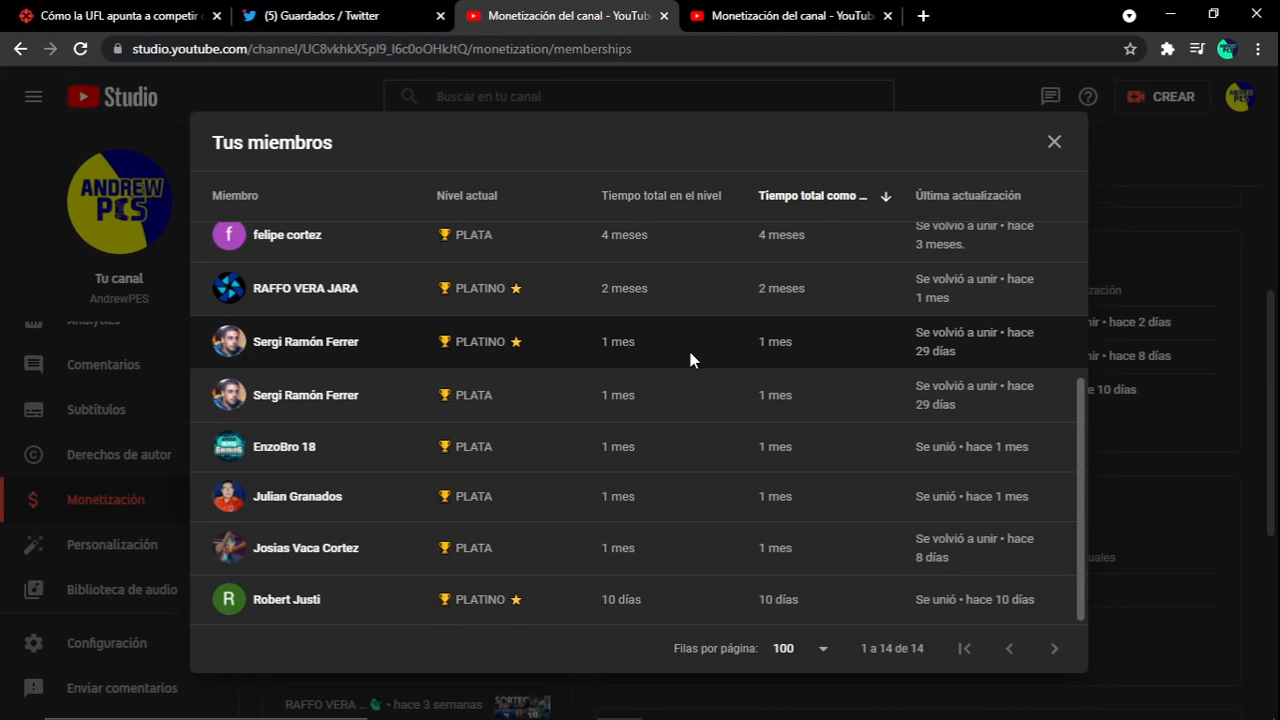 Cómo la UFL apunta a competir c
(5) Guardados / Twitter
Monetización del canal - YouTub
Monetización del canal - YouTub
studio.youtube.com/channel/UC8vkhkX5pI9_I6c0oOHkJtQ/monetization/memberships
Studio
Buscar en tu canal
CREAR
ANDREW
PES
Tu canal
AndrewPES
Analytics
Comentarios
Subtítulos
Derechos de autor
Monetización
Personalización
Biblioteca de audio
Configuración
Enviar comentarios
Tus miembros
Miembro Nivel actual Tiempo total en el nivel Tiempo total como ... Última actualización
felipe cortez PLATA 4 meses 4 meses Se volvió a unir • hace
3 meses.
RAFFO VERA JARA PLATINO 2 meses 2 meses Se volvió a unir • hace
1 mes
Sergi Ramón Ferrer PLATINO 1 mes 1 mes Se volvió a unir • hace
29 días
Sergi Ramón Ferrer PLATA 1 mes 1 mes Se volvió a unir • hace
29 días
EnzoBro 18 PLATA 1 mes 1 mes Se unió • hace 1 mes
Julian Granados PLATA 1 mes 1 mes Se unió • hace 1 mes
Josias Vaca Cortez PLATA 1 mes 1 mes Se volvió a unir • hace
8 días
R Robert Justi PLATINO 10 días 10 días Se unió • hace 10 días
Filas por página: 100 1 a 14 de 14
zación
nir • hace 2 días
nir • hace 8 días
e 10 días
uales
RAFFO VERA ... • hace 3 semanas
SORTEO